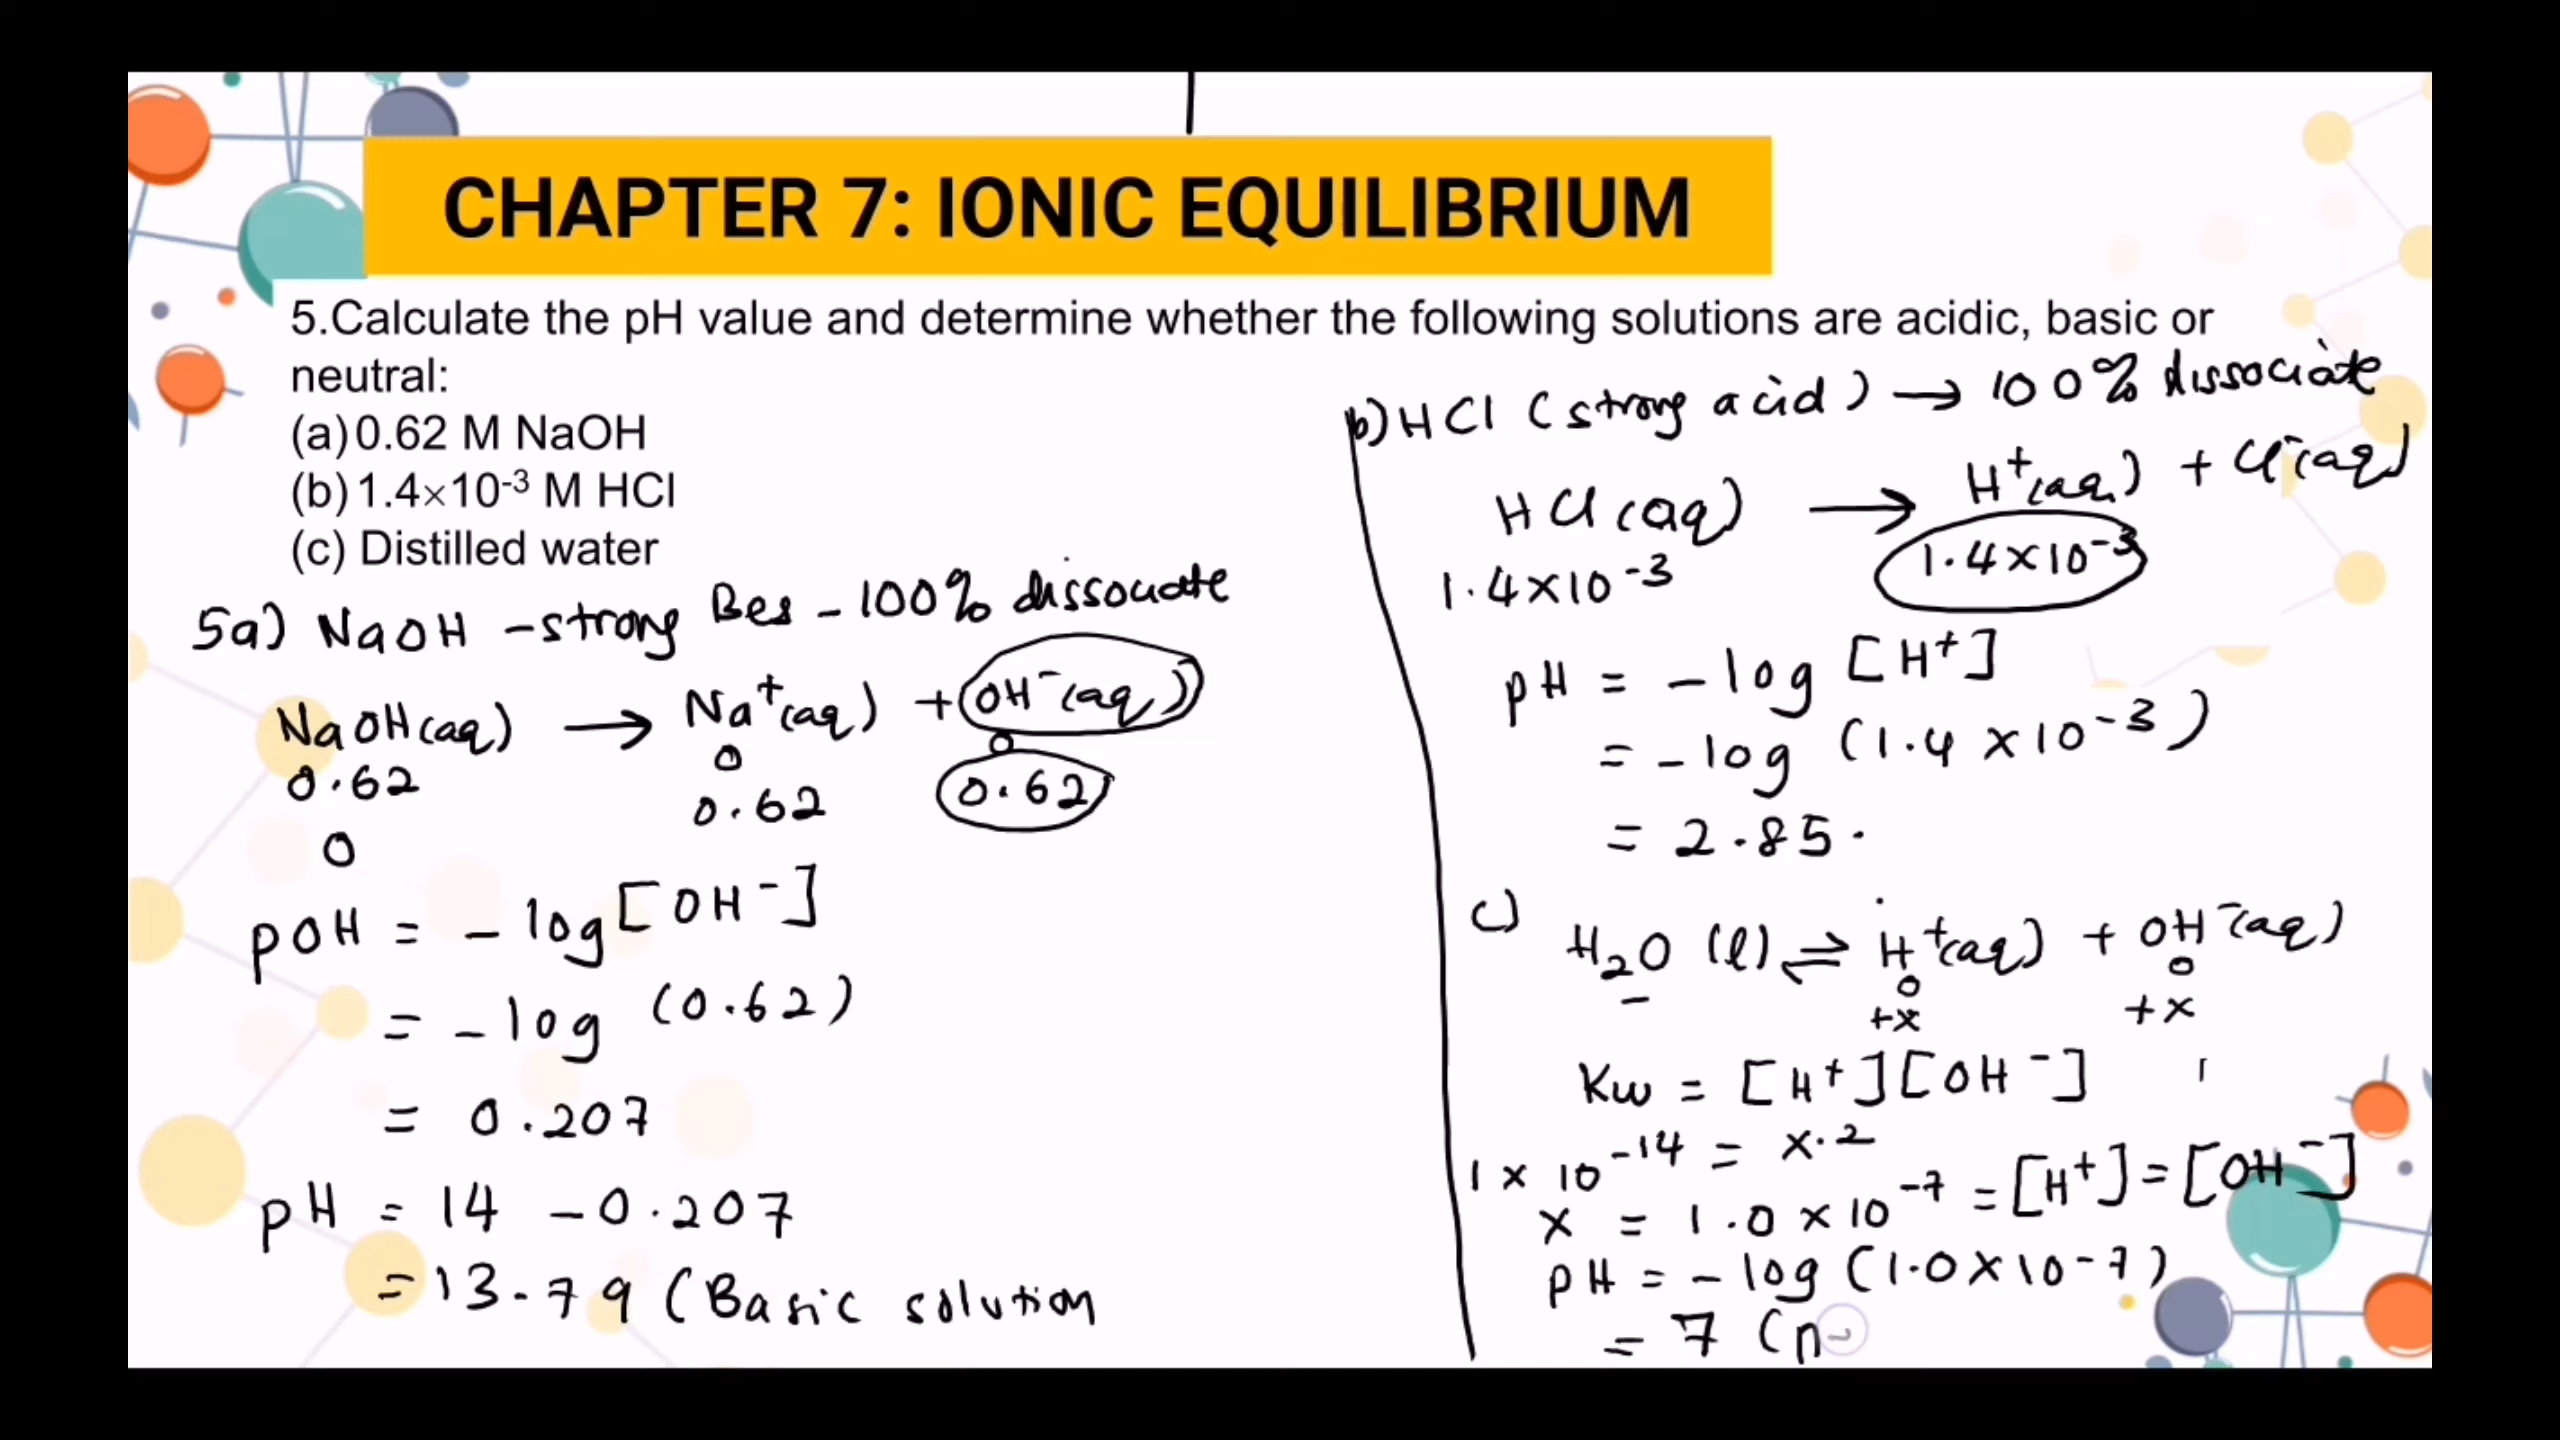 CHAPTER 7: IONIC EQUILIBRIUM
5.Calculate the pH value and determine whether the following solutions are acidic, basic or
neutral:
(a) 0.62 M NaOH
(b) 1.4×10⁻³ M HCl
(c) Distilled water
5a) NaOH - strong Bes - 100% dissociate
NaOH(aq) → Na⁺(aq) + OH⁻(aq)
0.62 0 0
0 0.62 0.62
pOH = - log [OH⁻]
= - log (0.62)
= 0.207
pH = 14 - 0.207
= 13.79 (Basic solution
b) HCl (strong acid) → 100% dissociate
HCl(aq) → H⁺(aq) + Cl⁻(aq)
1.4×10⁻³ 1.4×10⁻³
pH = - log [H⁺]
= - log (1.4 × 10⁻³)
= 2.85.
c) H₂O (l) ⇌ H⁺(aq) + OH⁻(aq)
- 0 0
+x +x
Kw = [H⁺][OH⁻]
1 × 10⁻¹⁴ = x.²
x = 1.0 × 10⁻⁷ = [H⁺] = [OH⁻]
pH = - log (1.0×10⁻⁷)
= 7 (n